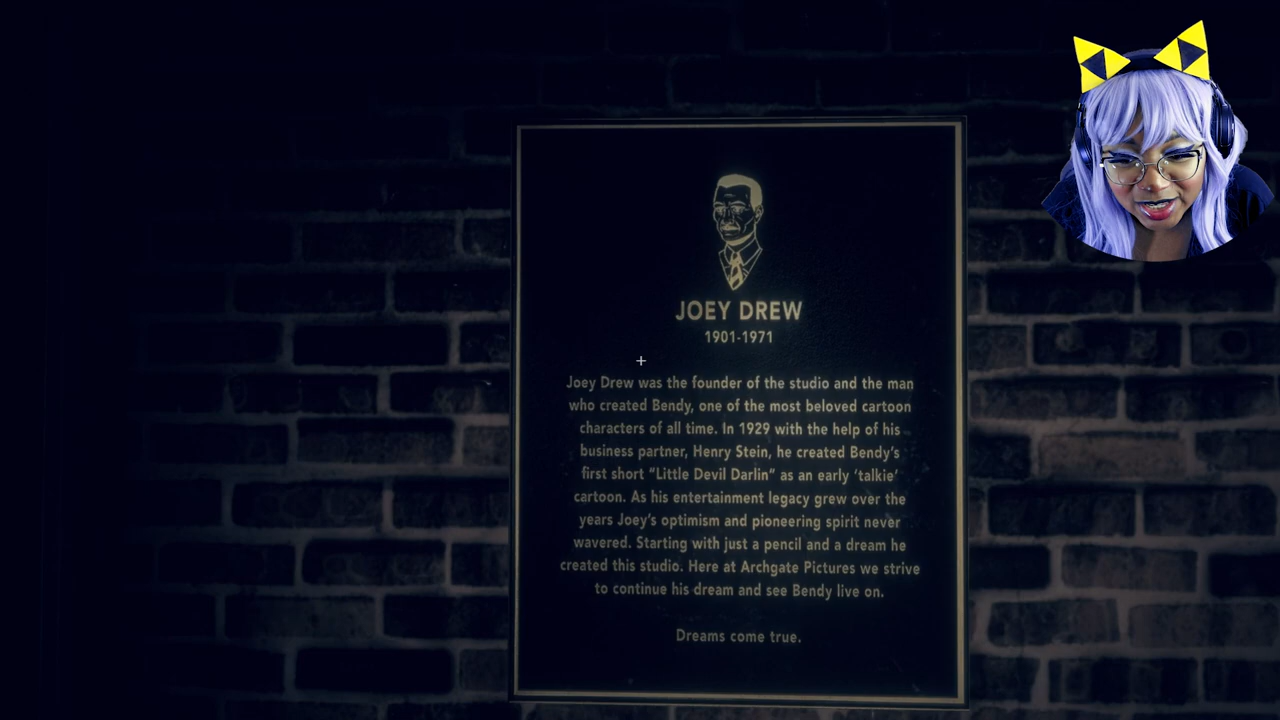 JOEY DREW
1901-1971
Joey Drew was the founder of the studio and the man
who created Bendy, one of the most beloved cartoon
characters of all time. In 1929 with the help of his
business partner, Henry Stein, he created Bendy's
first short "Little Devil Darlin" as an early 'talkie'
cartoon. As his entertainment legacy grew over the
years Joey's optimism and pioneering spirit never
wavered. Starting with just a pencil and a dream he
created this studio. Here at Archgate Pictures we strive
to continue his dream and see Bendy live on.
Dreams come true.